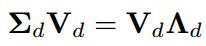 𝚺_d 𝐕_d = 𝐕_d 𝚲_d